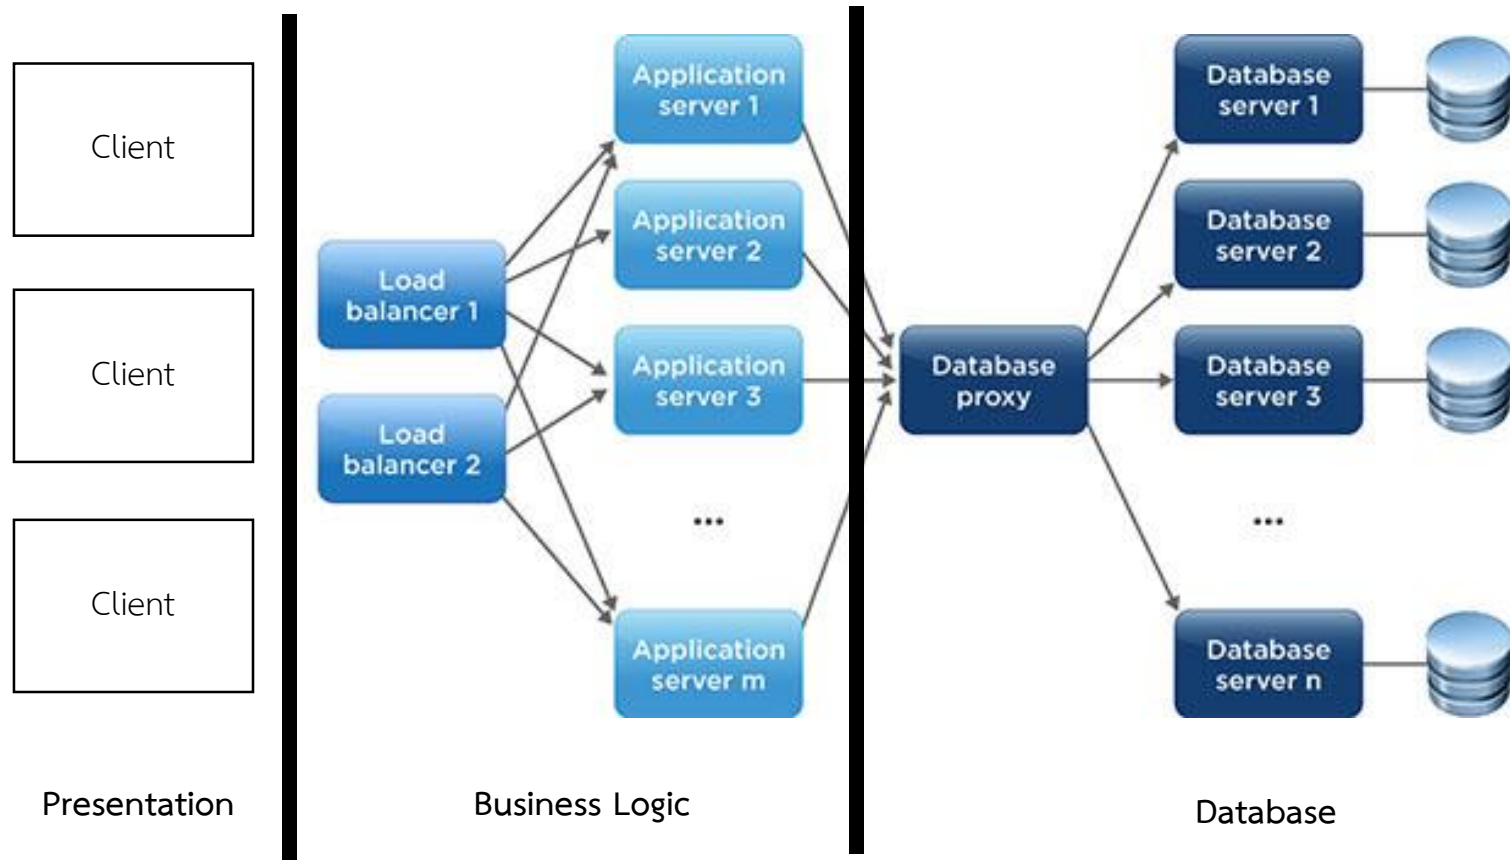 Client
Client
Client
Presentation
Load
balancer 1
Load
balancer 2
Application
server 1
Application
server 2
Application
server 3
...
Application
server m
Business Logic
Database
proxy
Database
server 1
Database
server 2
Database
server 3
...
Database
server n
Database